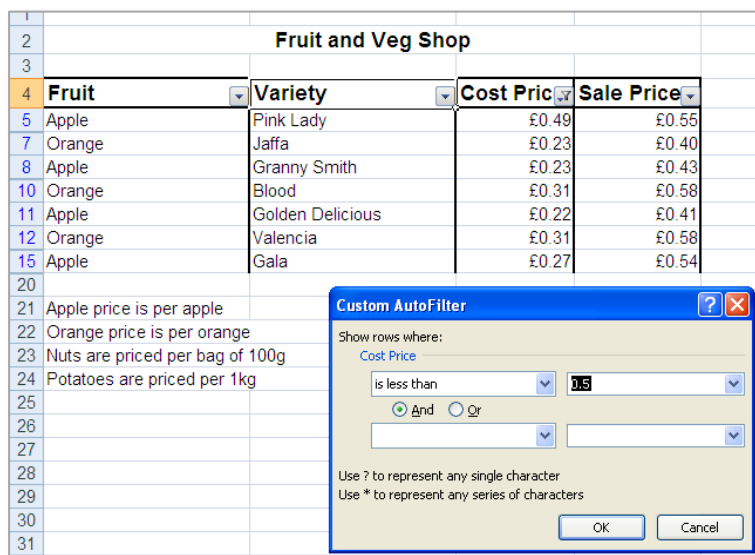 2 Fruit and Veg Shop
3
4 Fruit Variety Cost Pric Sale Price
5 Apple Pink Lady £0.49 £0.55
7 Orange Jaffa £0.23 £0.40
8 Apple Granny Smith £0.23 £0.43
10 Orange Blood £0.31 £0.58
11 Apple Golden Delicious £0.22 £0.41
12 Orange Valencia £0.31 £0.58
15 Apple Gala £0.27 £0.54
20
21 Apple price is per apple
22 Orange price is per orange
23 Nuts are priced per bag of 100g
24 Potatoes are priced per 1kg
25
26
27
28
29
30
31
Custom AutoFilter
Show rows where:
Cost Price
is less than 0.5
And Or
Use ? to represent any single character
Use * to represent any series of characters
OK Cancel